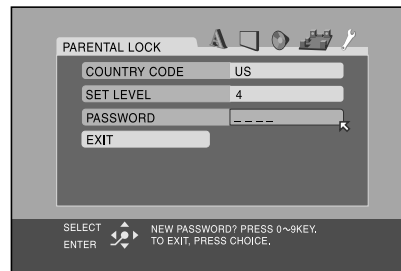 PARENTAL LOCK
COUNTRY CODE US
SET LEVEL 4
PASSWORD _ _ _ _
EXIT
SELECT
ENTER
NEW PASSWORD? PRESS 0~9KEY.
TO EXIT, PRESS CHOICE.